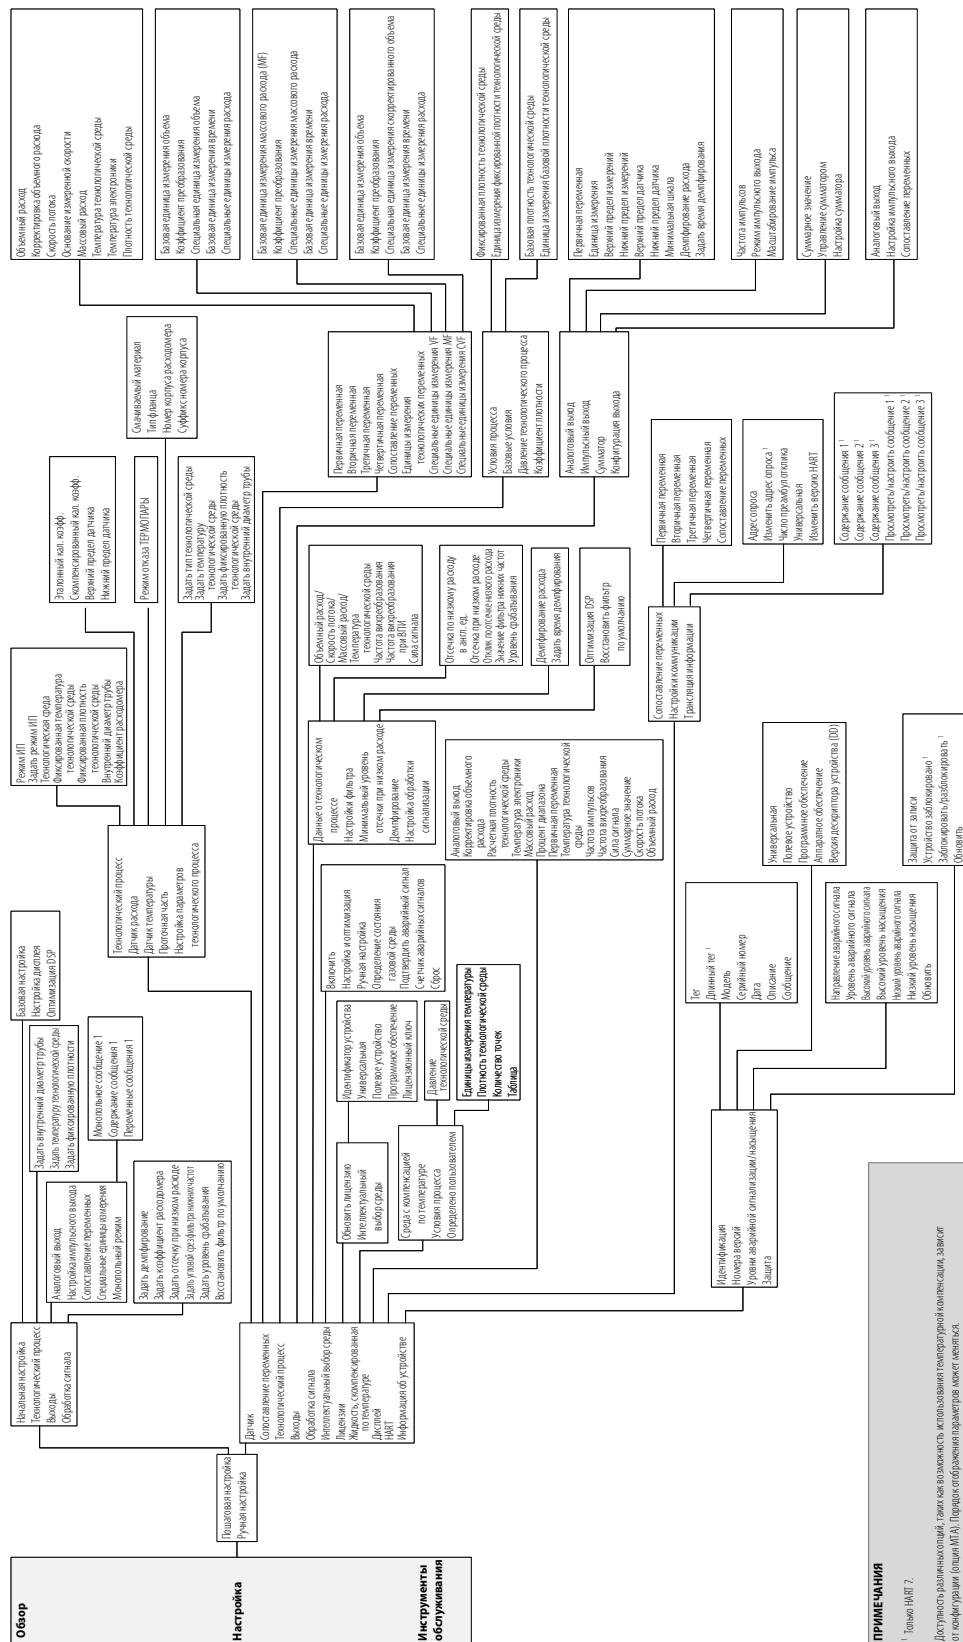 Обзор
Настройка
Инструменты
обслуживания
Пошаговая настройка
Ручная настройка
Начальная настройка
Технологический процесс
Выходы
Обработка сигнала
Базовая настройка
Настройка дисплея
Оптимизация DSP
Задать внутренний диаметр трубы
Задать температуру технологической среды
Задать фиксированную плотность
Аналоговый выход
Настройка импульсного выхода
Сопоставление переменных
Специальные единицы измерения
Монопольный режим
Монопольное сообщение 1
Содержание сообщения 1
Переменные сообщения 1
Задать демпфирование
Задать коэффициент расходомера
Задать отсечку при низком расходе
Задать угловой срез фильтра нижних частот
Задать уровень срабатывания
Восстановить фильтр по умолчанию
Датчик
Сопоставление переменных
Технологический процесс
Выходы
Обработка сигнала
Интеллектуальный выбор среды
Лицензии
Жидкость, скомпенсированная
по температуре
Дисплей
HART
Информация об устройстве
Технологический процесс
Датчик расхода
Датчик температуры
Проточная часть
Настройка параметров
технологического процесса
Режим ИП
Задать режим ИП
Технологическая среда
Фиксированная температура
технологической среды
Фиксированная плотность
технологической среды
Внутренний диаметр трубы
Коэффициент расходомера
Эталонный кал. коэфф.
Скомпенсированный кал. коэфф.
Верхний предел датчика
Нижний предел датчика
Режим отказа ТЕРМОПАРЫ
Смачиваемый материал
Тип фланца
Номер корпуса расходомера
Суффикс номера корпуса
Задать тип технологической среды
Задать температуру
технологической среды
Задать фиксированную плотность
технологической среды
Задать внутренний диаметр трубы
Первичная переменная
Вторичная переменная
Третичная переменная
Четвертичная переменная
Сопоставление переменных
Единицы измерения
технологических переменных
Специальные единицы измерения VF
Специальные единицы измерения MF
Специальные единицы измерения CVF
Объемный расход
Корректировка объемного расхода
Скорость потока
Основание измеренной скорости
Массовый расход
Температура технологической среды
Температура электроники
Плотность технологической среды
Базовая единица измерения объема
Коэффициент преобразования
Специальная единица измерения объема
Базовая единица измерения времени
Специальные единицы измерения расхода
Базовая единица измерения массового расхода (MF)
Коэффициент преобразования
Специальные единицы измерения массового расхода
Базовая единица измерения времени
Специальные единицы измерения расхода
Базовая единица измерения объема
Коэффициент преобразования
Специальная единица измерения скорректированного объема
Базовая единица измерения времени
Специальные единицы измерения расхода
Условия процесса
Базовые условия
Давление технологического процесса
Коэффициент плотности
Фиксированная плотность технологической среды
Единица измерения фиксированной плотности технологической среды
Базовая плотность технологической среды
Единица измерения базовой плотности технологической среды
Аналоговый выход
Импульсный выход
Сумматор
Конфигурация выхода
Первичная переменная
Единица измерения
Верхний предел измерений
Нижний предел измерений
Верхний предел датчика
Нижний предел датчика
Минимальная шкала
Демпфирование расхода
Задать время демпфирования
Частота импульсов
Режим импульсного выхода
Масштабирование импульса
Суммарное значение
Управление сумматором
Настройка сумматора
Аналоговый выход
Настройка импульсного выхода
Сопоставление переменных
Данные о технологическом
процессе
Настройки фильтра
Минимальный уровень
отсечки при низком расходе
Демпфирование
Настройка обработки
сигнализации
Объемный расход/
Скорость потока/
Массовый расход/
Температура
технологической среды
Частота вихреобразования
Частота вихреобразования
при ВПИ
Сила сигнала
Отсечка по низкому расходу
в англ. ед.
Отсечка при низком расходе
Отклик по отсечке низкого расхода
Значение фильтра нижних частот
Уровень срабатывания
Демпфирование расхода
Задать время демпфирования
Оптимизация DSP
Восстановить фильтр
по умолчанию
Включить
Настройка и оптимизация
Ручная настройка
Определение состояния
газовой среды
Подтвердить аварийный сигнал
Счетчик аварийных сигналов
Сброс
Обновить лицензию
Интеллектуальный
выбор среды
Идентификатор устройства
Универсальная
Полевое устройство
Программное обеспечение
Лицензионный ключ
Среда с компенсацией
по температуре
Условия процесса
Определено пользователем
Давление
технологической среды
Единицы измерения температуры
Плотность технологической среды
Количество точек
Таблица
Аналоговый выход
Корректировка объемного
расхода
Расчетная плотность
технологической среды
Температура электроники
Массовый расход
Процент диапазона
Первичная переменная
Температура технологической
среды
Частота импульсов
Частота вихреобразования
Сила сигнала
Суммарное значение
Скорость потока
Объемный расход
Сопоставление переменных
Настройки коммуникации
Трансляция информации
Первичная переменная
Вторичная переменная
Третичная переменная
Четвертичная переменная
Сопоставление переменных
Адрес опроса
Изменить адрес опроса ¹
Число преамбул отклика
Универсальная
Изменить версию HART
Содержание сообщения 1 ¹
Содержание сообщения 2 ¹
Содержание сообщения 3 ¹
Просмотреть/настроить сообщение 1 ¹
Просмотреть/настроить сообщение 2 ¹
Просмотреть/настроить сообщение 3 ¹
Идентификация
Номера версий
Уровни аварийной сигнализации/насыщения
Защита
Тег
Длинный тег ¹
Модель
Серийный номер
Дата
Описание
Сообщение
Универсальная
Полевое устройство
Программное обеспечение
Аппаратное обеспечение
Версия дескриптора устройства (DD)
Направление аварийного сигнала
Уровень аварийного сигнала
Высокий уровень аварийного сигнала
Высокий уровень насыщения
Низкий уровень аварийного сигнала
Низкий уровень насыщения
Обновить
Защита от записи
Устройство заблокировано ¹
Заблокировать/разблокировать ¹
Обновить
ПРИМЕЧАНИЯ
¹ Только HART 7.
Доступность различных опций, таких как возможность использования температурной компенсации, зависит
от конфигурации (опция MTA). Порядок отображения параметров может меняться.